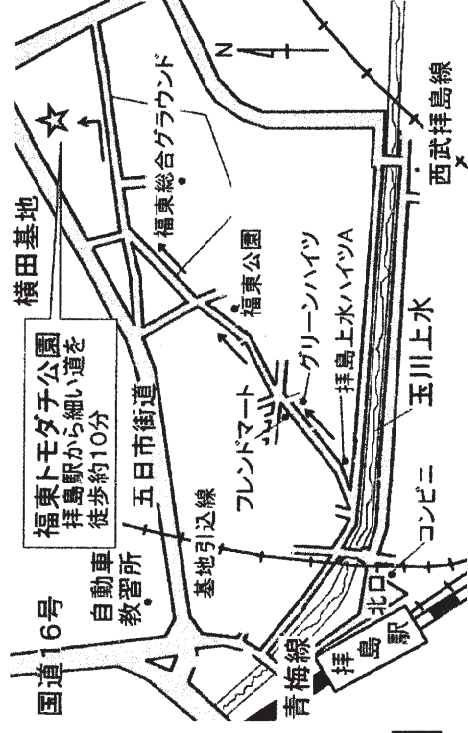 国道16号
自動車
教習所
福東トモダチ公園
拝島駅から細い道を
徒歩約10分
横田基地
五日市街道
基地引込線
福東総合グラウンド
福東公園
フレンドマート
グリーンハイツ
拝島上水ハイツA
N
青梅線
拝島駅
北口
コンビニ
玉川上水
西武拝島線